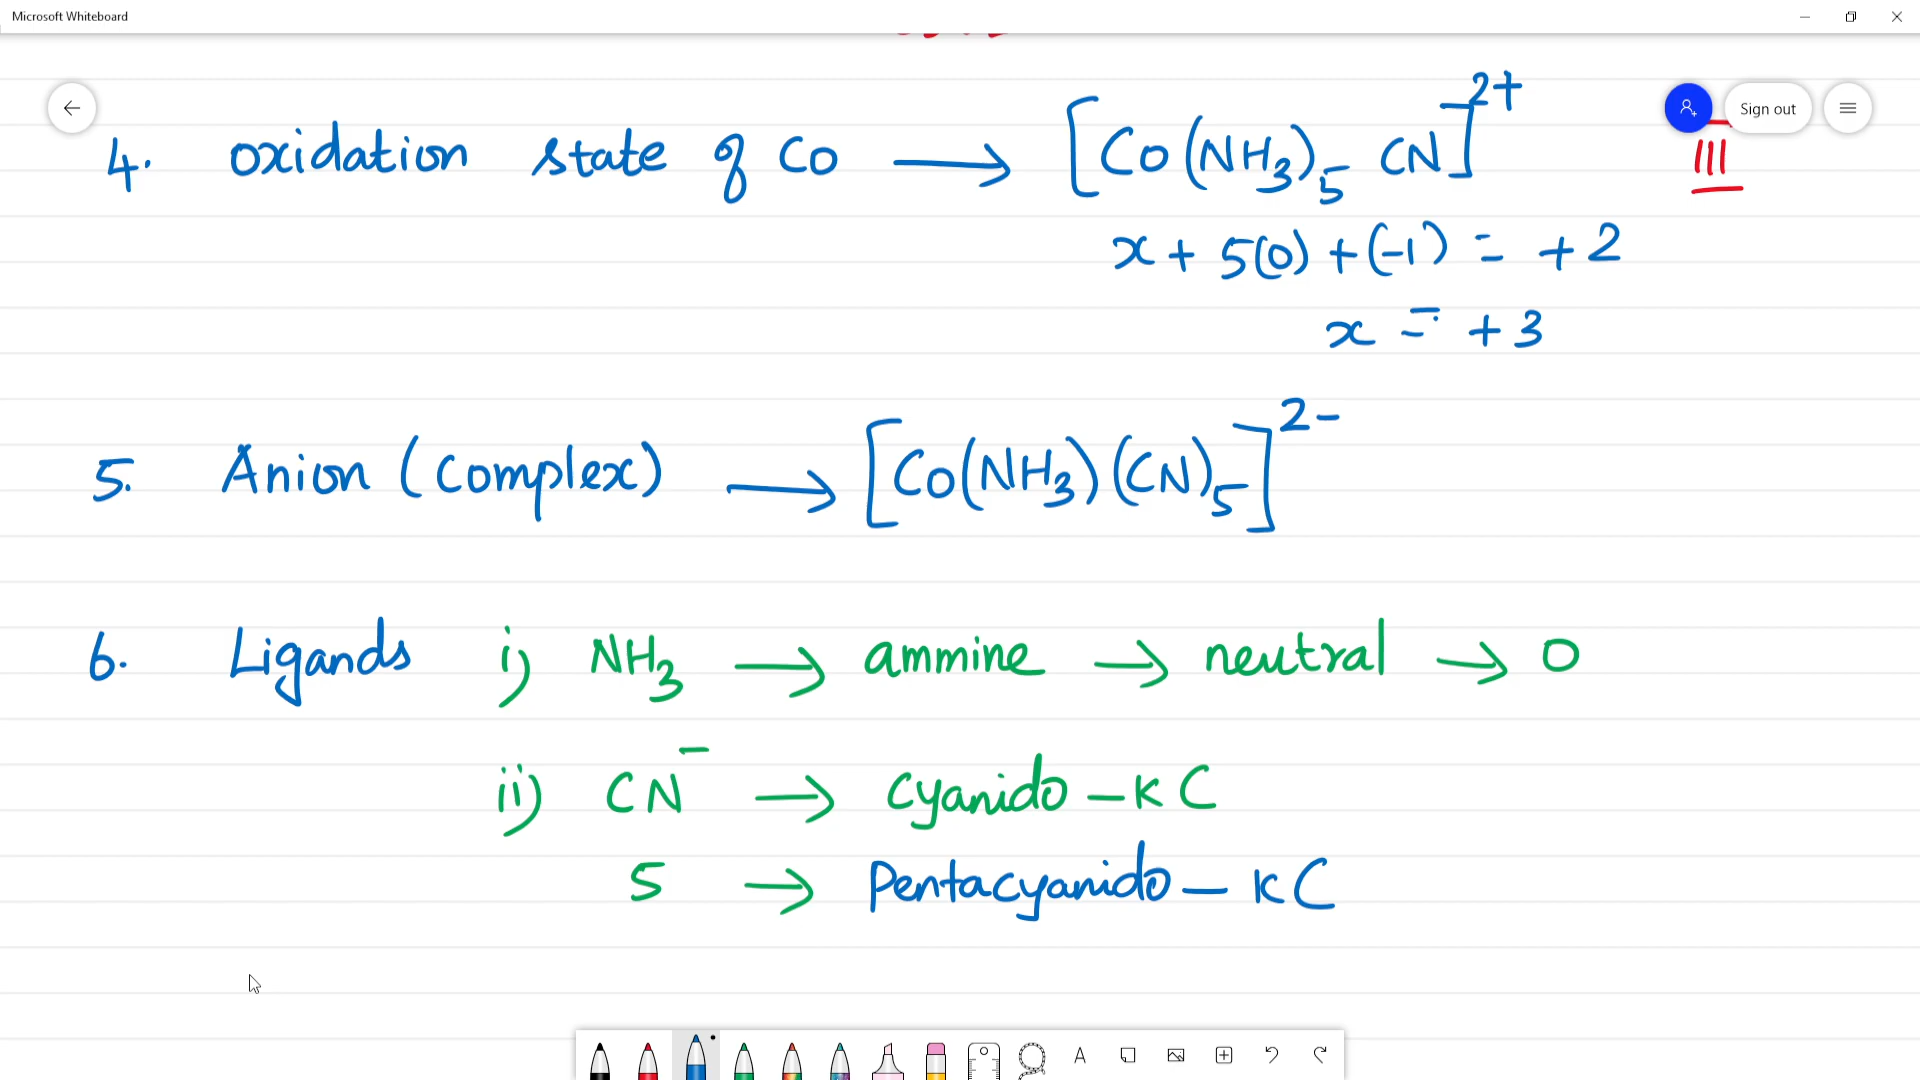 Microsoft Whiteboard
Sign out
4. oxidation state of Co → [Co(NH₃)₅ CN]²⁺ III
x + 5(0) + (-1) = +2
x = +3
5. Anion (Complex) → [Co(NH₃)(CN)₅]²⁻
6. Ligands i) NH₃ → ammine → neutral → 0
ii) CN⁻ → Cyanido – κC
5 → Pentacyanido – κC